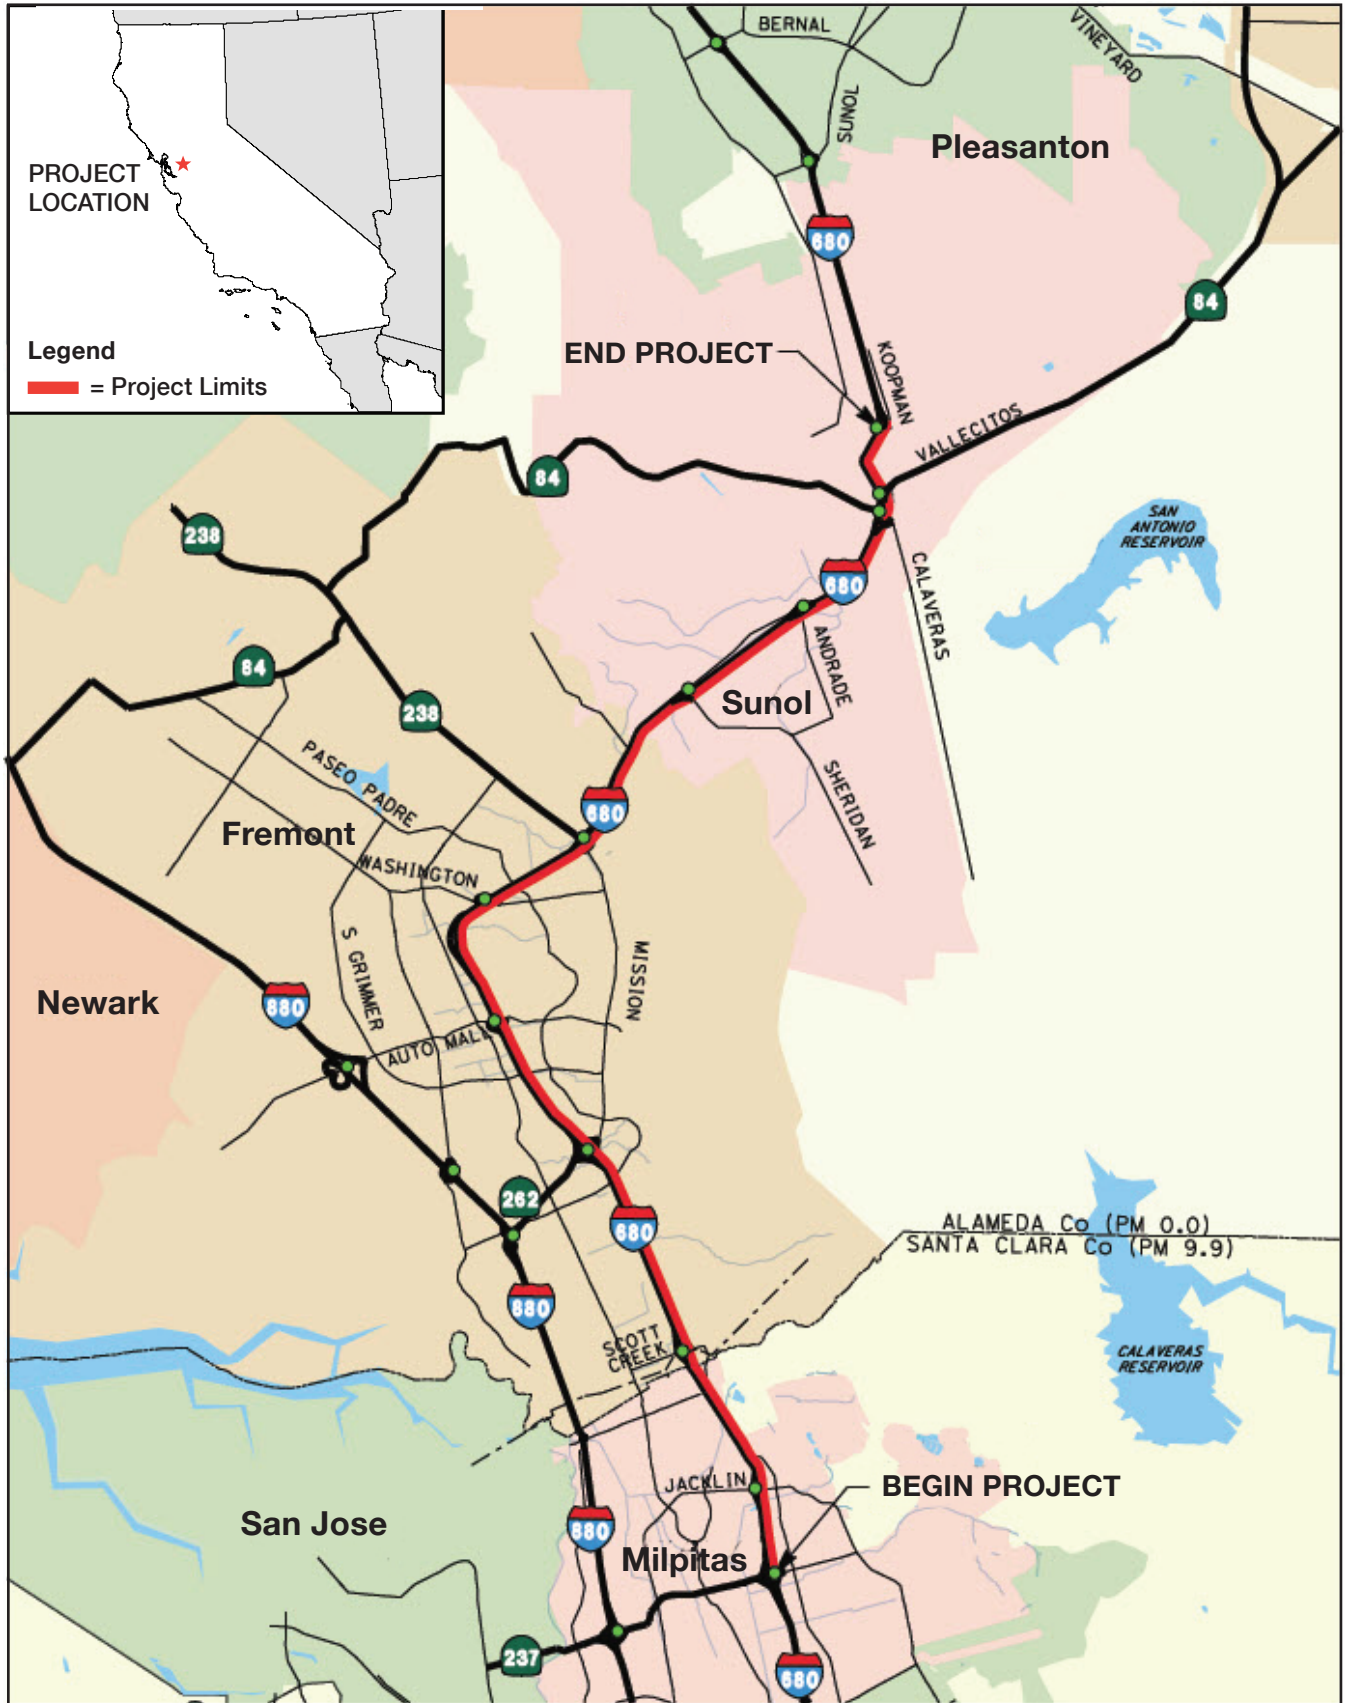 BERNAL
VINEYARD
SUNOL
Pleasanton
PROJECT
LOCATION
680
84
Legend
= Project Limits
END PROJECT
KOOPMAN
VALLECITOS
84
238
SAN
ANTONIO
RESERVOIR
680
CALAVERAS
ANDRADE
84
238
Sunol
PASEO PADRE
SHERIDAN
680
Fremont
WASHINGTON
S GRIMMER
MISSION
Newark
880
AUTO MALL
262
680
ALAMEDA Co (PM 0.0)
SANTA CLARA Co (PM 9.9)
880
SCOTT
CREEK
CALAVERAS
RESERVOIR
JACKLIN
BEGIN PROJECT
San Jose
880
Milpitas
237
680